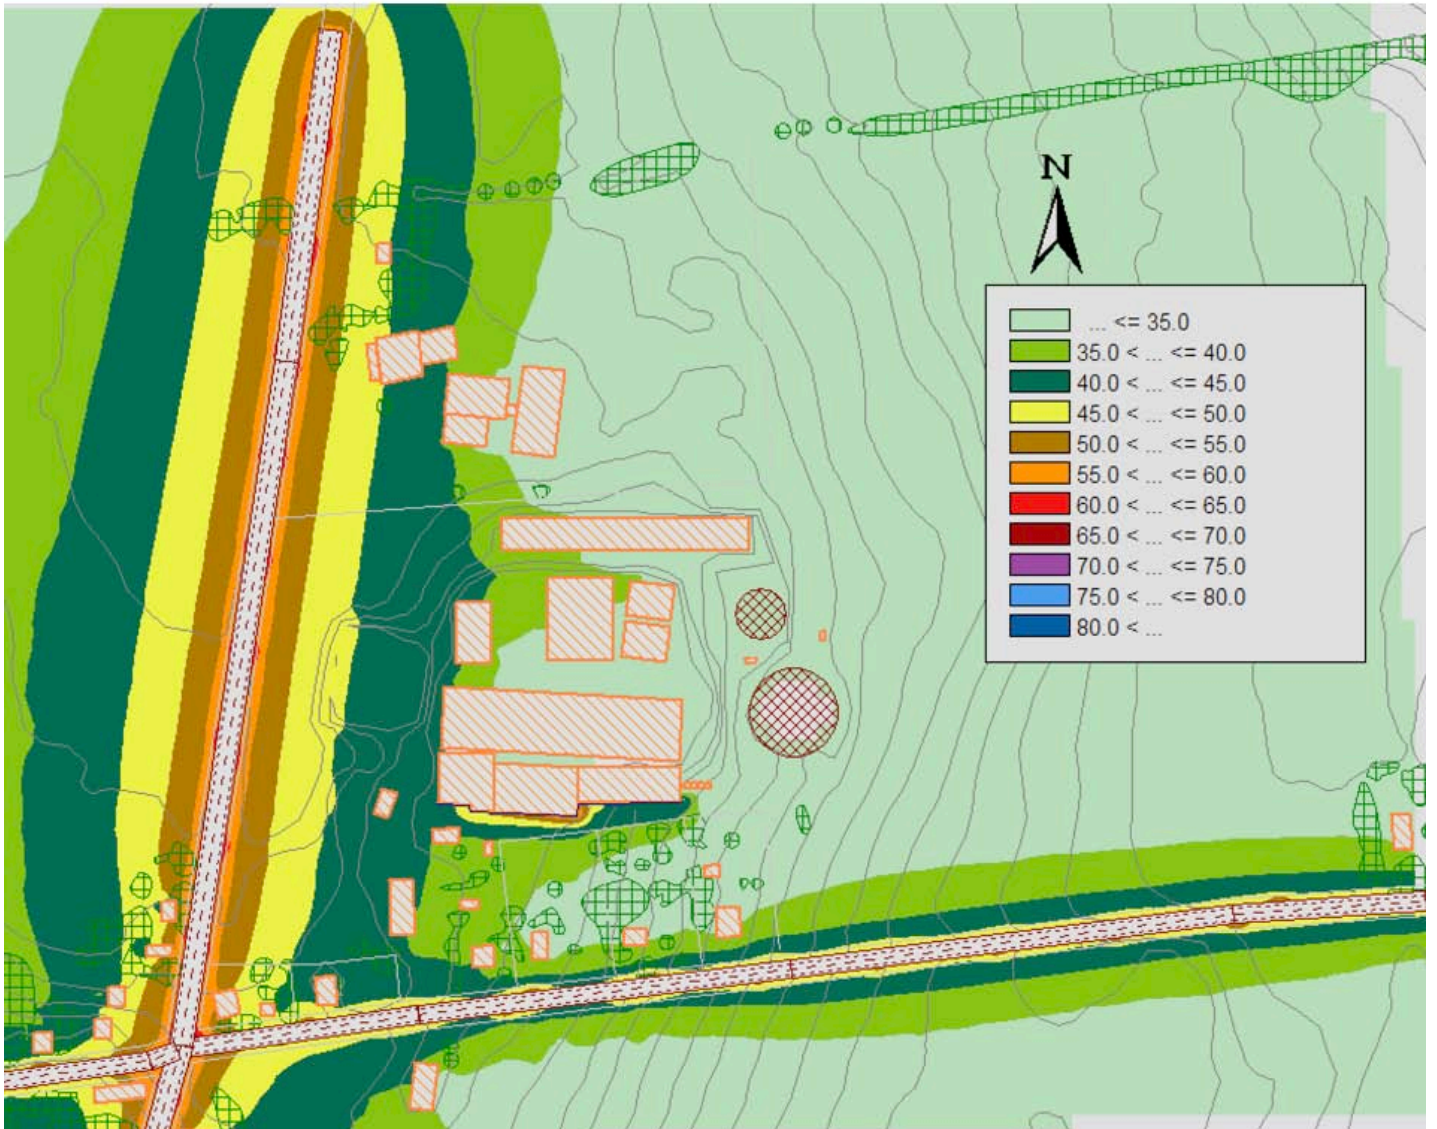 N
... <= 35.0
35.0 < ... <= 40.0
40.0 < ... <= 45.0
45.0 < ... <= 50.0
50.0 < ... <= 55.0
55.0 < ... <= 60.0
60.0 < ... <= 65.0
65.0 < ... <= 70.0
70.0 < ... <= 75.0
75.0 < ... <= 80.0
80.0 < ...